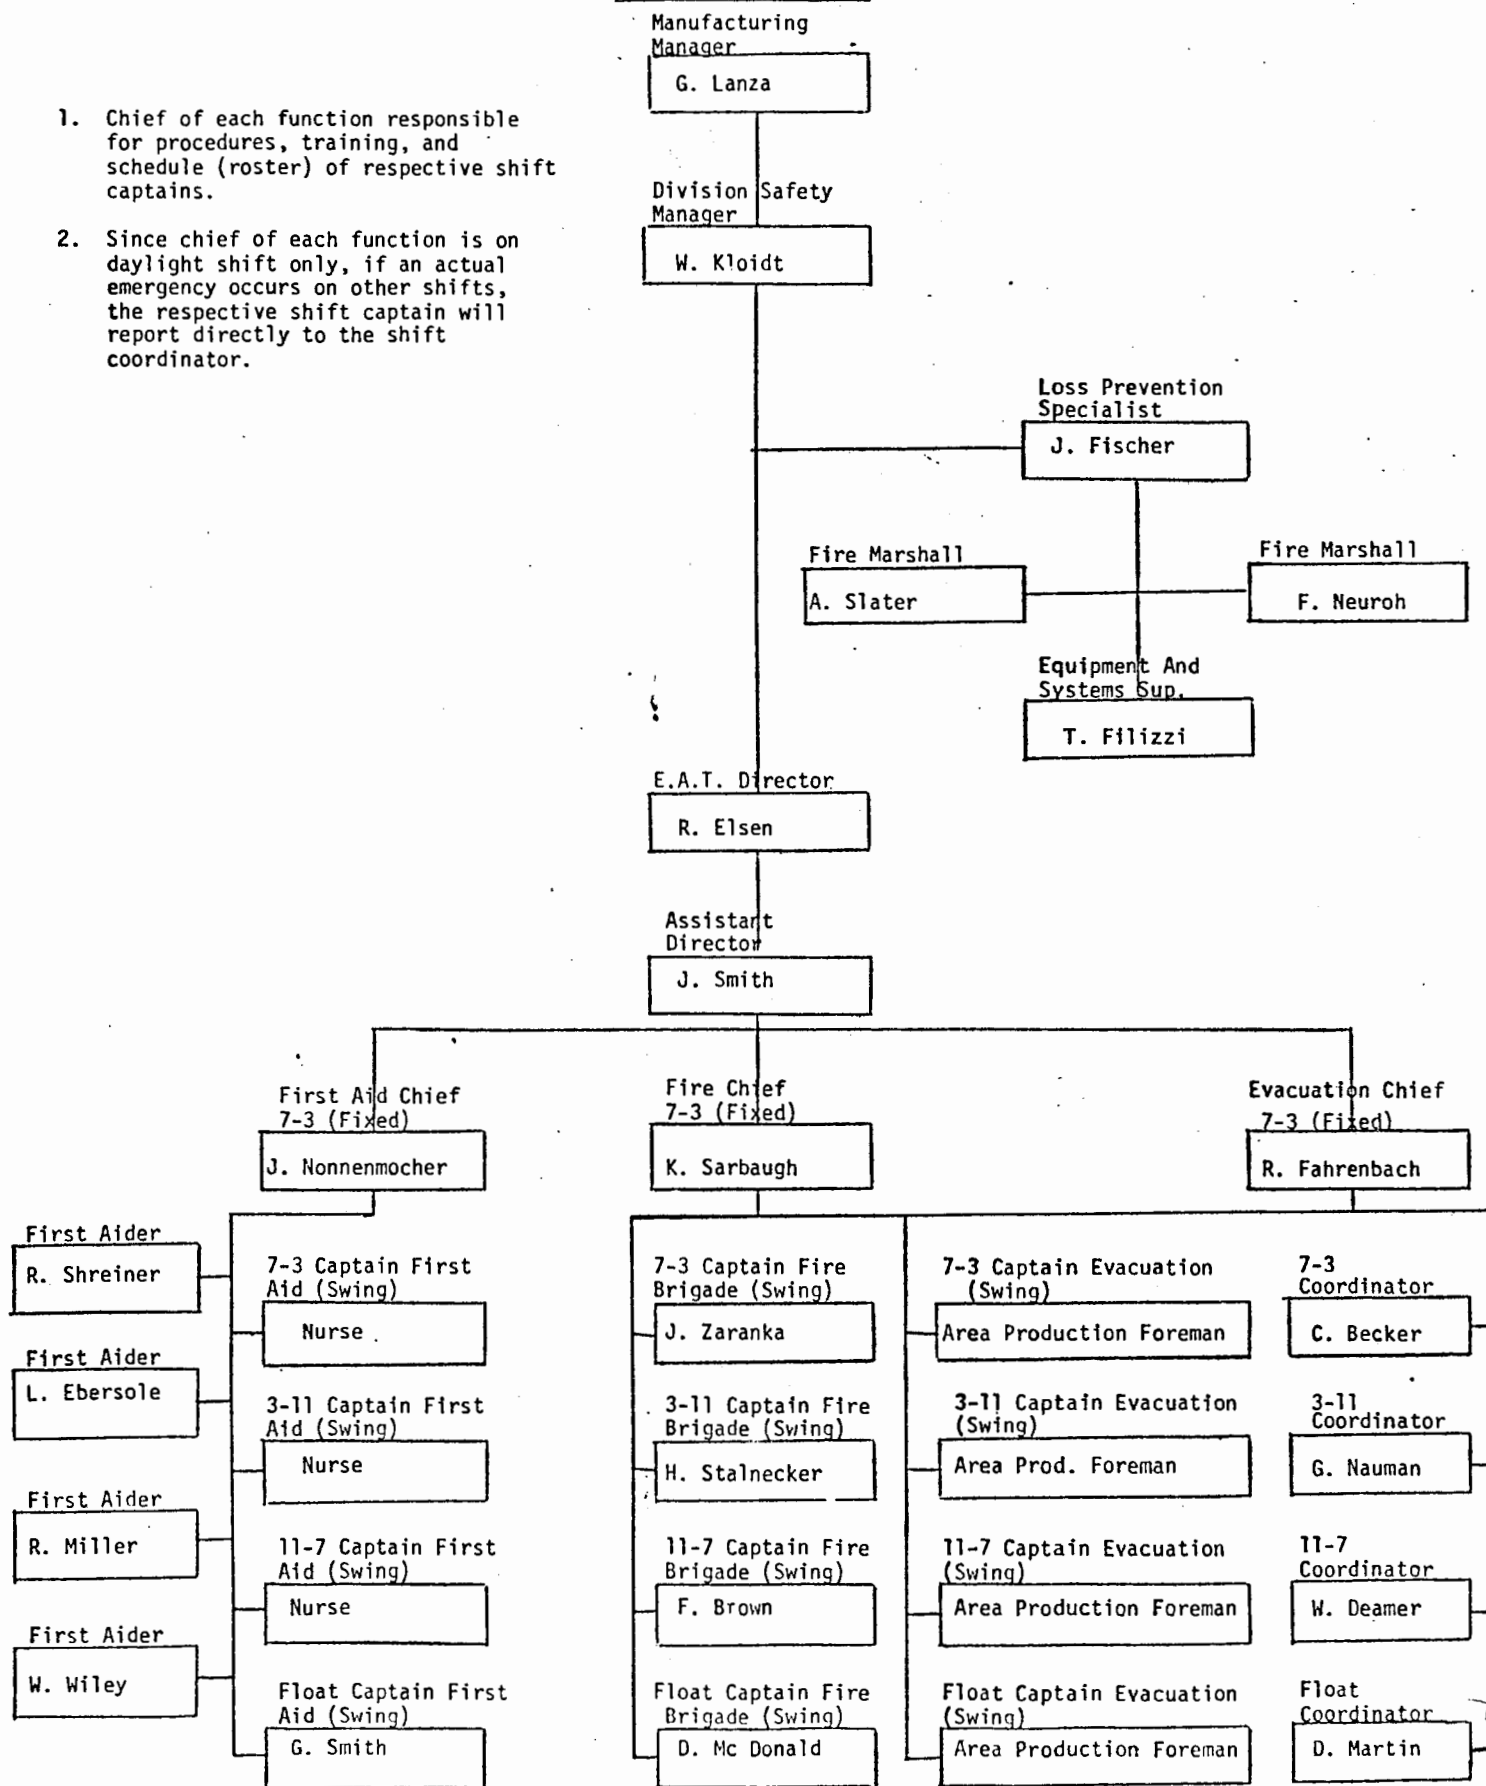 Manufacturing
Manager
G. Lanza
1. Chief of each function responsible
for procedures, training, and
schedule (roster) of respective shift
captains.
Division Safety
Manager
W. Kloidt
2. Since chief of each function is on
daylight shift only, if an actual
emergency occurs on other shifts,
the respective shift captain will
report directly to the shift
coordinator.
Loss Prevention
Specialist
J. Fischer
Fire Marshall
A. Slater
Fire Marshall
F. Neuroh
Equipment And
Systems Sup.
T. Filizzi
E.A.T. Director
R. Elsen
Assistant
Director
J. Smith
First Aid Chief
7-3 (Fixed)
J. Nonnenmocher
Fire Chief
7-3 (Fixed)
K. Sarbaugh
Evacuation Chief
7-3 (Fixed)
R. Fahrenbach
First Aider
R. Shreiner
First Aider
L. Ebersole
First Aider
R. Miller
First Aider
W. Wiley
7-3 Captain First
Aid (Swing)
Nurse
3-11 Captain First
Aid (Swing)
Nurse
11-7 Captain First
Aid (Swing)
Nurse
Float Captain First
Aid (Swing)
G. Smith
7-3 Captain Fire
Brigade (Swing)
J. Zaranka
3-11 Captain Fire
Brigade (Swing)
H. Stalnecker
11-7 Captain Fire
Brigade (Swing)
F. Brown
Float Captain Fire
Brigade (Swing)
D. Mc Donald
7-3 Captain Evacuation
(Swing)
Area Production Foreman
3-11 Captain Evacuation
(Swing)
Area Prod. Foreman
11-7 Captain Evacuation
(Swing)
Area Production Foreman
Float Captain Evacuation
(Swing)
Area Production Foreman
7-3
Coordinator
C. Becker
3-11
Coordinator
G. Nauman
11-7
Coordinator
W. Deamer
Float
Coordinator
D. Martin